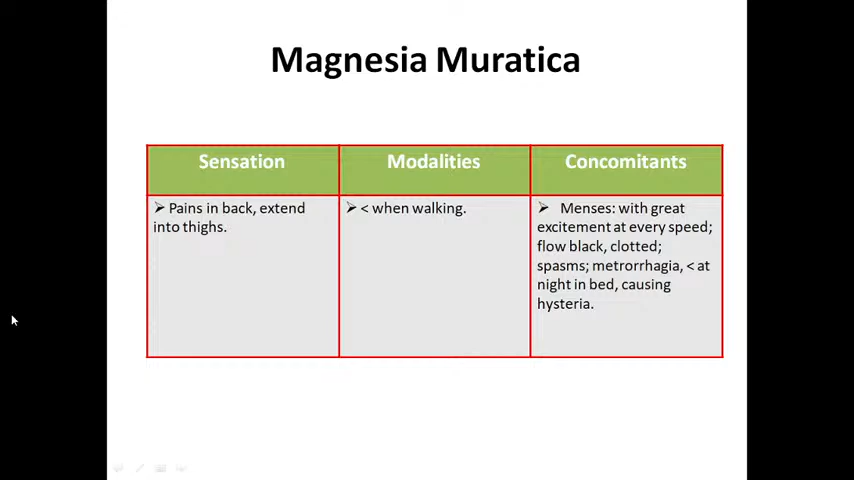 Magnesia Muratica
Sensation
Modalities
Concomitants
➢ Pains in back, extend
into thighs.
➢ < when walking.
➢ Menses: with great
excitement at every speed;
flow black, clotted;
spasms; metrorrhagia, < at
night in bed, causing
hysteria.